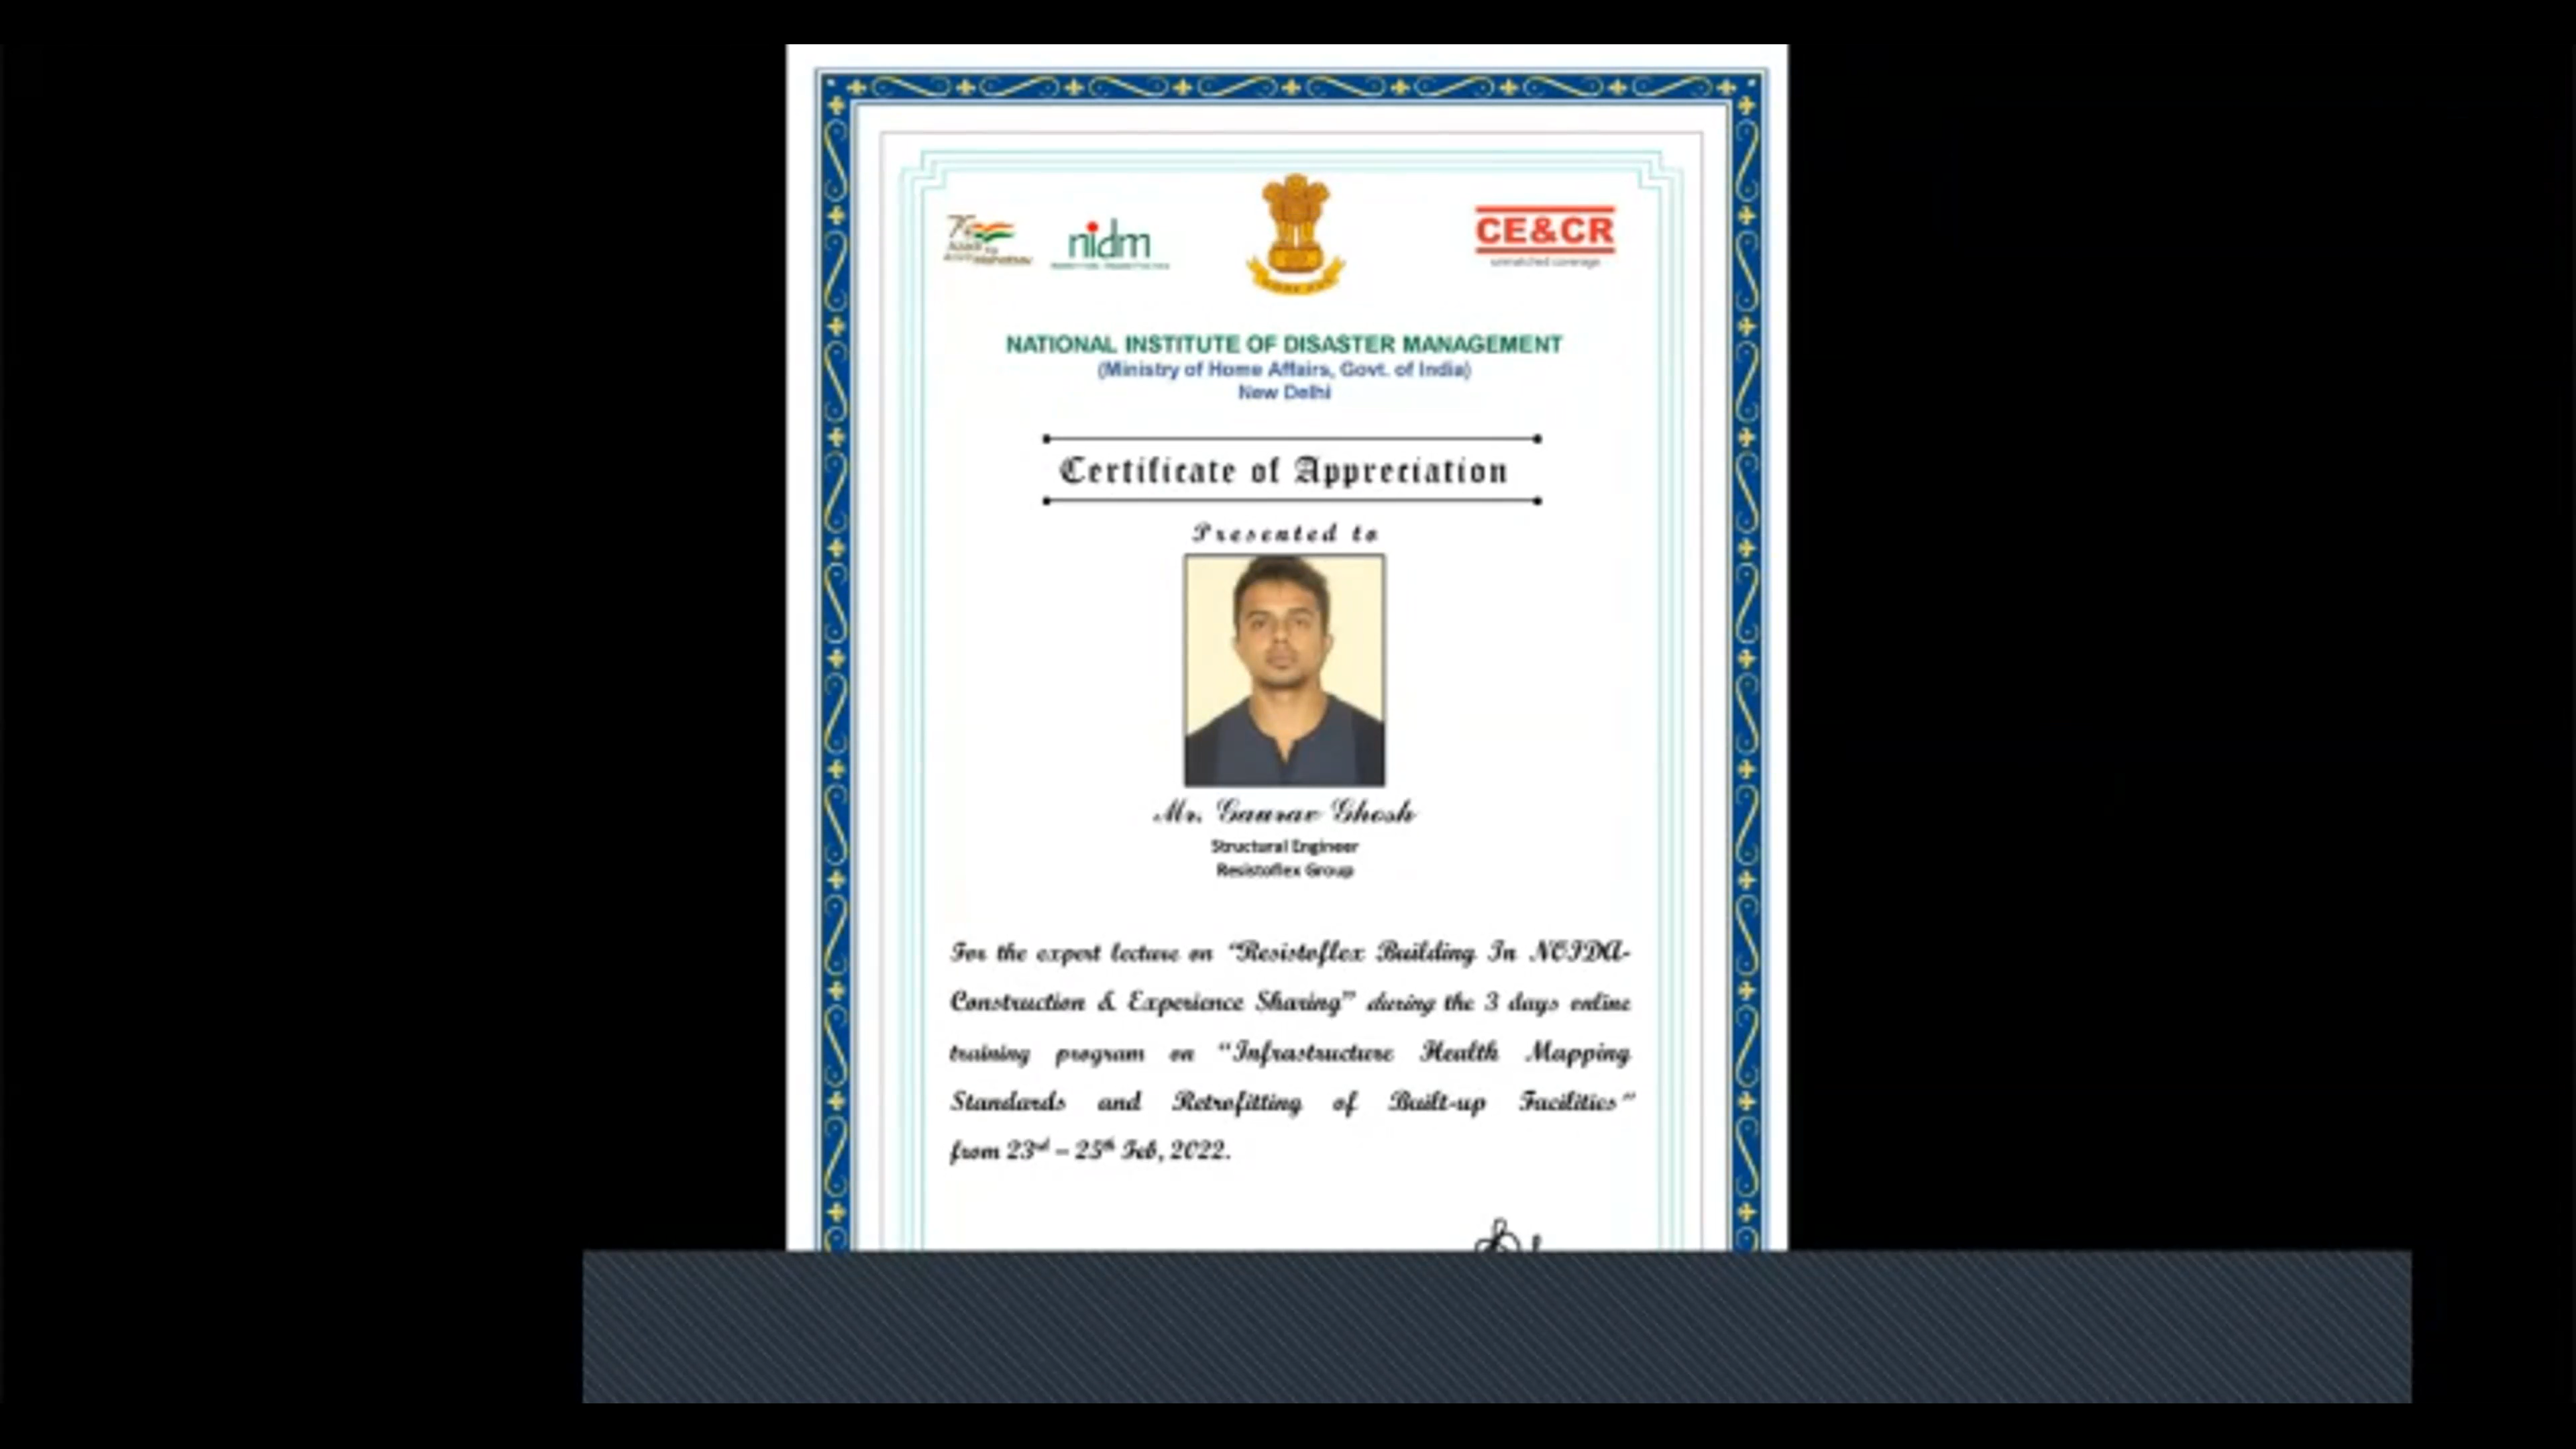 nidm
CE&CR
unmatched coverage
NATIONAL INSTITUTE OF DISASTER MANAGEMENT
(Ministry of Home Affairs, Govt. of India)
New Delhi
Certificate of Appreciation
Presented to
Mr. Gaurav Ghosh
Structural Engineer
Resistoflex Group
For the expert lecture on “Resistoflex Building In NOIDA-
Construction & Experience Sharing” during the 3 days online
training program on “Infrastructure Health Mapping
Standards and Retrofitting of Built-up Facilities”
from 23rd – 25th Feb, 2022.